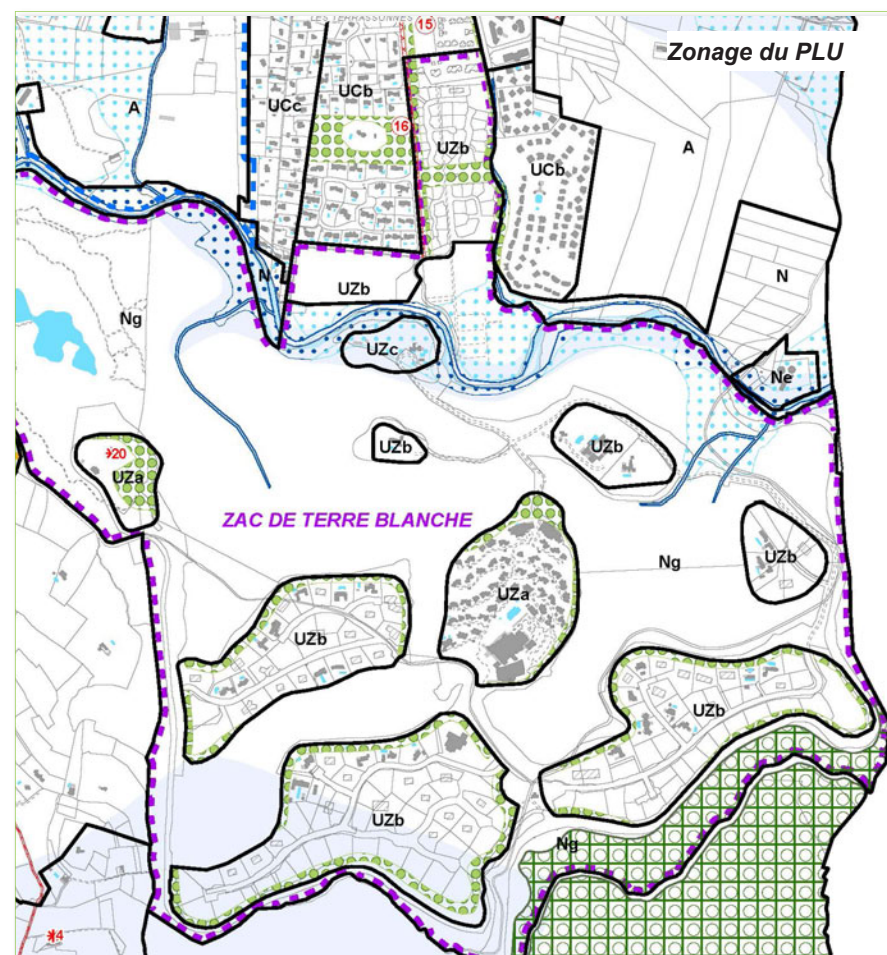 LES TERRASSONNES
15
Zonage du PLU
A
UCc
UCb
16
UZb
UCb
A
N
N
UZb
Ng
UZc
Ne
UZb
UZb
20
UZa
ZAC DE TERRE BLANCHE
Ng
UZb
UZa
UZb
UZb
UZb
Ng
4